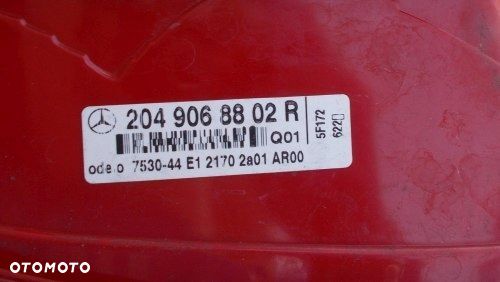 204 906 88 02 R
Q01
odelo 7530-44 E1 2170 2a01 AR00
5F172
622
OTOMOTO